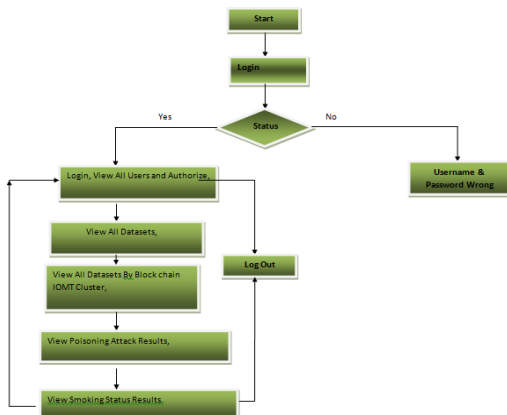 Start
Login
Status
Yes
No
Username &
Password Wrong
Login, View All Users and Authorize,
View All Datasets,
Log Out
View All Datasets By Block chain
IOMT Cluster,
View Poisoning Attack Results,
View Smoking Status Results,